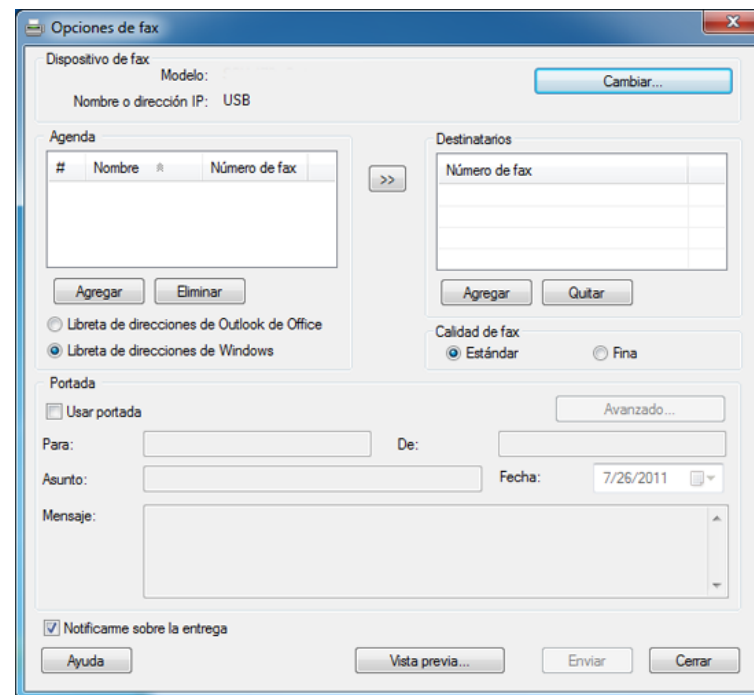 Opciones de fax
Dispositivo de fax
Modelo:
Cambiar...
Nombre o dirección IP: USB
Agenda
# Nombre Número de fax
>>
Agregar Eliminar
Libreta de direcciones de Outlook de Office
Libreta de direcciones de Windows
Destinatarios
Número de fax
Agregar Quitar
Calidad de fax
Estándar Fina
Portada
Usar portada Avanzado...
Para: De:
Asunto: Fecha: 7/26/2011
Mensaje:
Notificarme sobre la entrega
Ayuda Vista previa... Enviar Cerrar